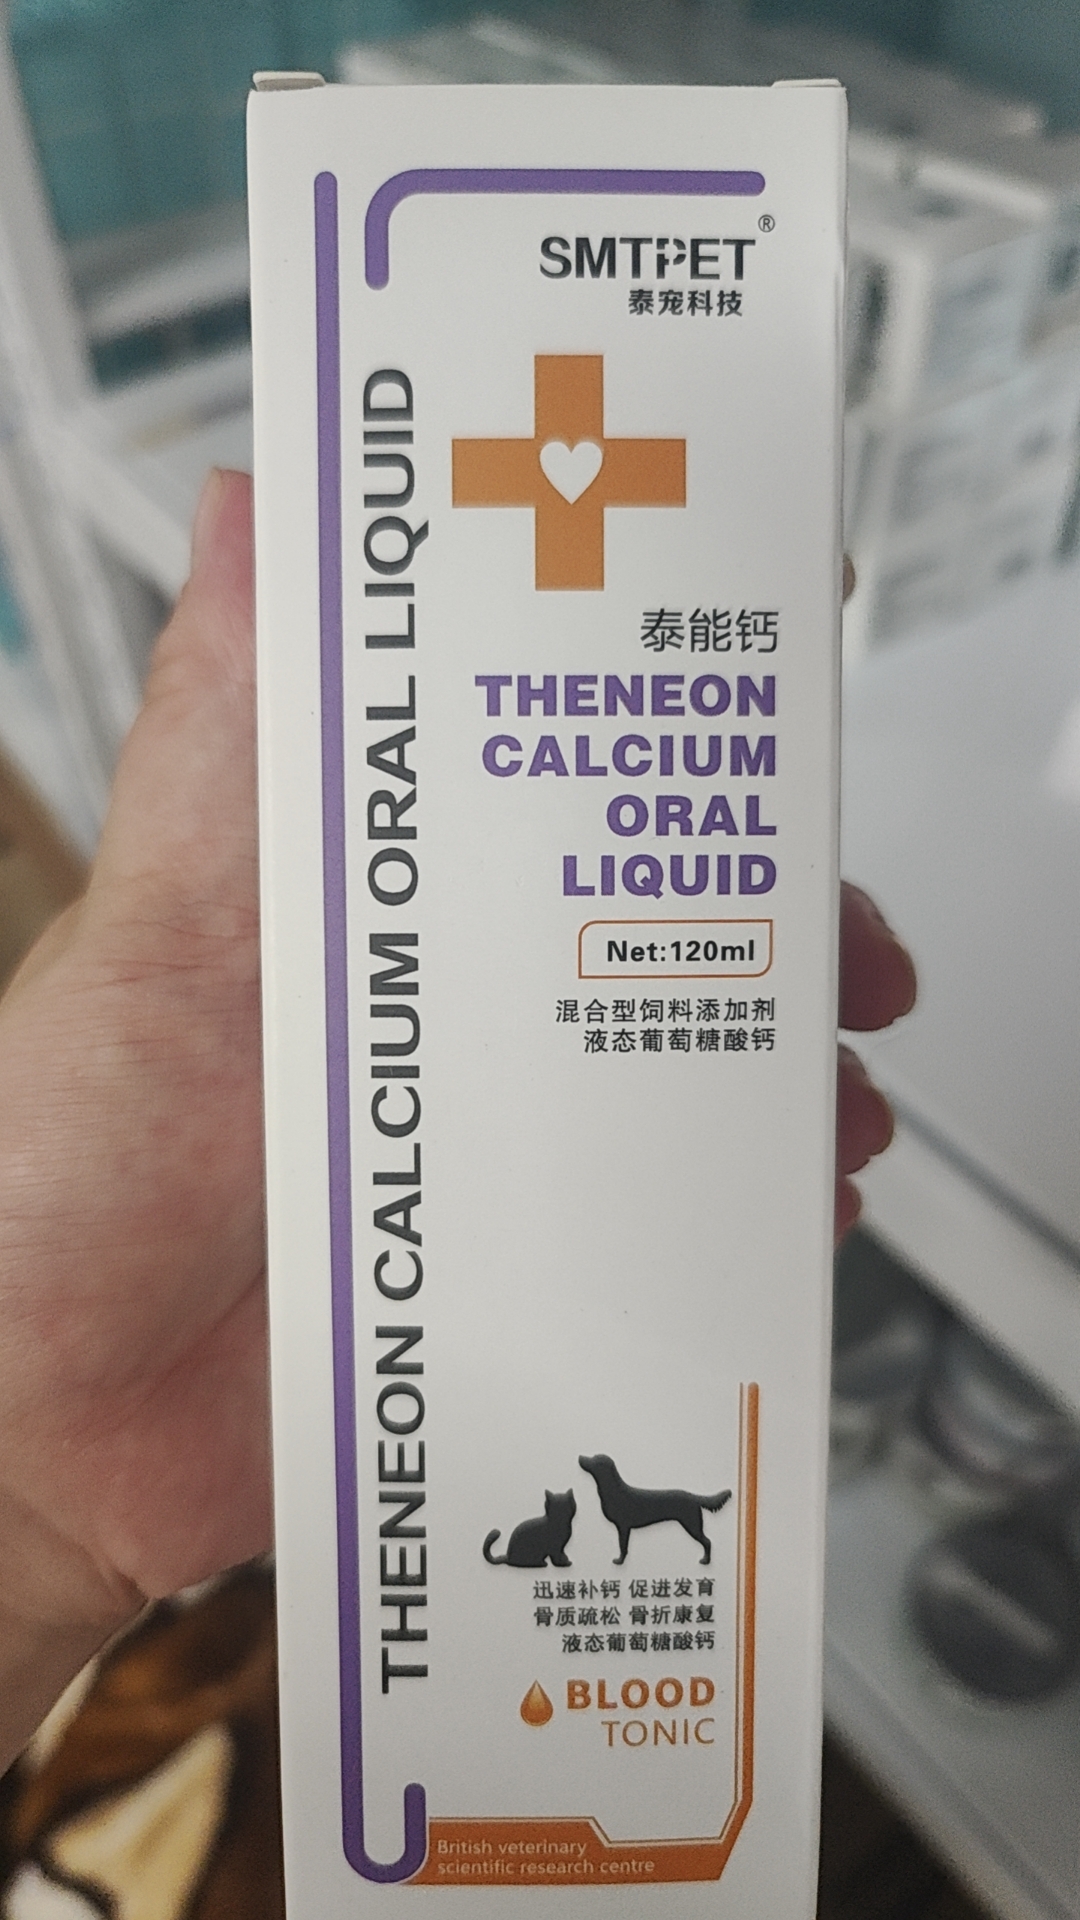 SMTPET®
泰宠科技
THENEON CALCIUM ORAL LIQUID
泰能钙
THENEON
CALCIUM
ORAL
LIQUID
Net:120ml
混合型饲料添加剂
液态葡萄糖酸钙
迅速补钙 促进发育
骨质疏松 骨折康复
液态葡萄糖酸钙
BLOOD
TONIC
British veterinary
scientific research centre